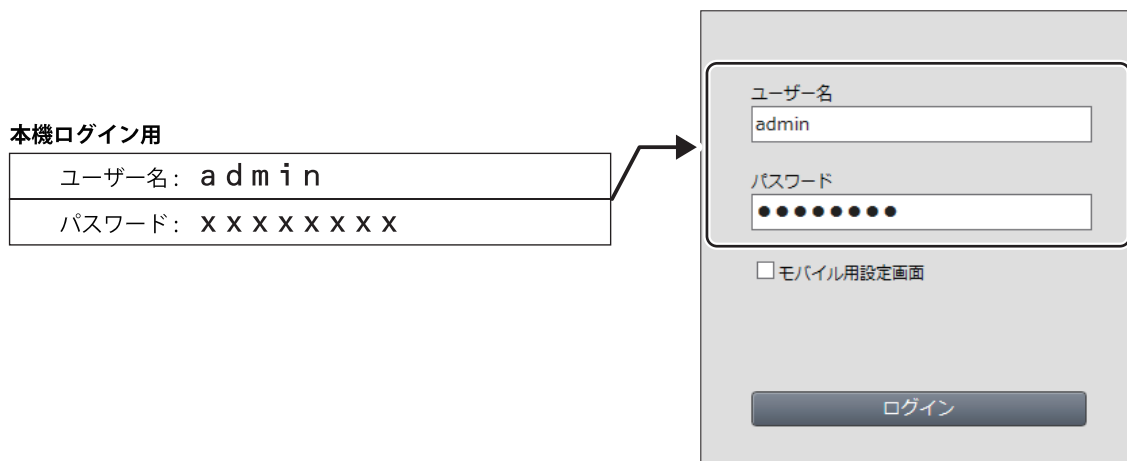 本機ログイン用
ユーザー名: admin
パスワード: xxxxxxxx
ユーザー名
admin
パスワード
●●●●●●●●
モバイル用設定画面
ログイン